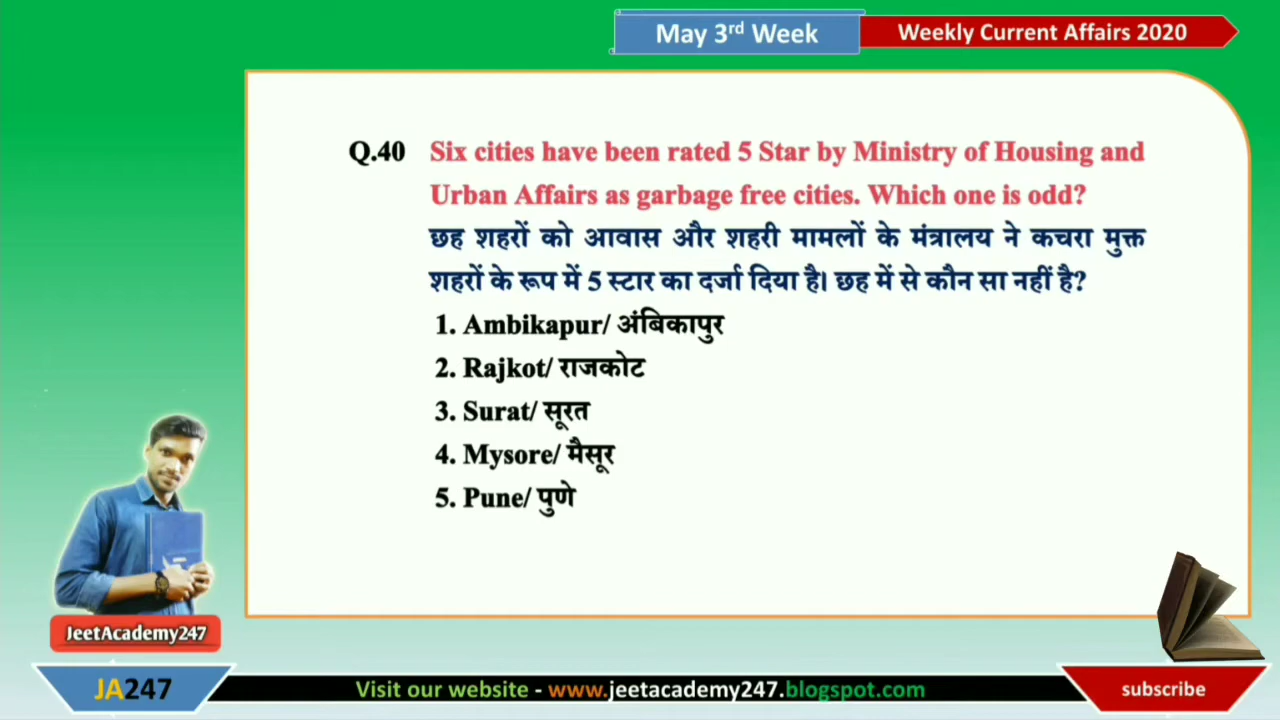 May 3rd Week
Weekly Current Affairs 2020
Q.40 Six cities have been rated 5 Star by Ministry of Housing and
Urban Affairs as garbage free cities. Which one is odd?
छह शहरों को आवास और शहरी मामलों के मंत्रालय ने कचरा मुक्त
शहरों के रूप में 5 स्टार का दर्जा दिया है। छह में से कौन सा नहीं है?
1. Ambikapur/ अंबिकापुर
2. Rajkot/ राजकोट
3. Surat/ सूरत
4. Mysore/ मैसूर
5. Pune/ पुणे
JeetAcademy247
JA247
Visit our website - www.jeetacademy247.blogspot.com
subscribe